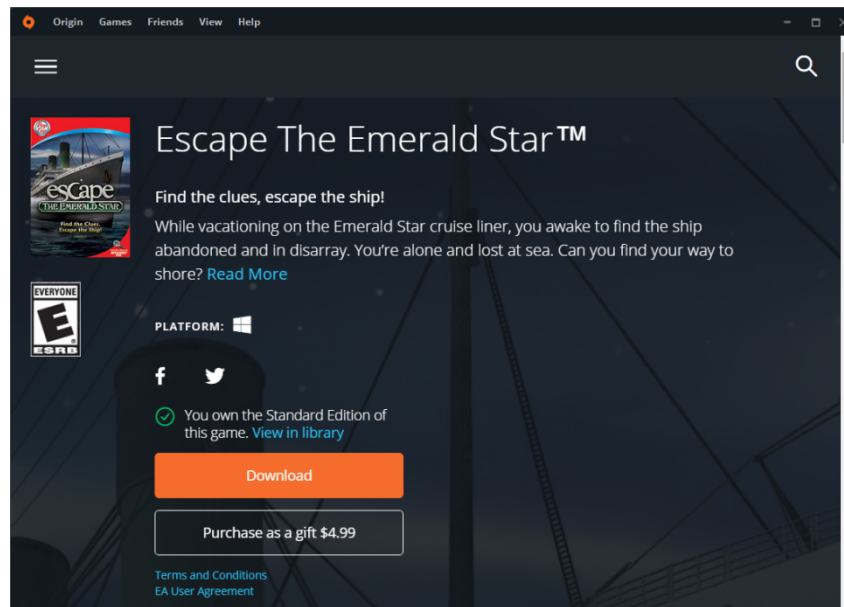 Origin Games Friends View Help
Escape The Emerald Star™
escape
THE EMERALD STAR
Find the Clues,
Escape the Ship!
Find the clues, escape the ship!
While vacationing on the Emerald Star cruise liner, you awake to find the ship
abandoned and in disarray. You're alone and lost at sea. Can you find your way to
shore? Read More
EVERYONE
E
ESRB
PLATFORM:
You own the Standard Edition of
this game. View in library
Download
Purchase as a gift $4.99
Terms and Conditions
EA User Agreement